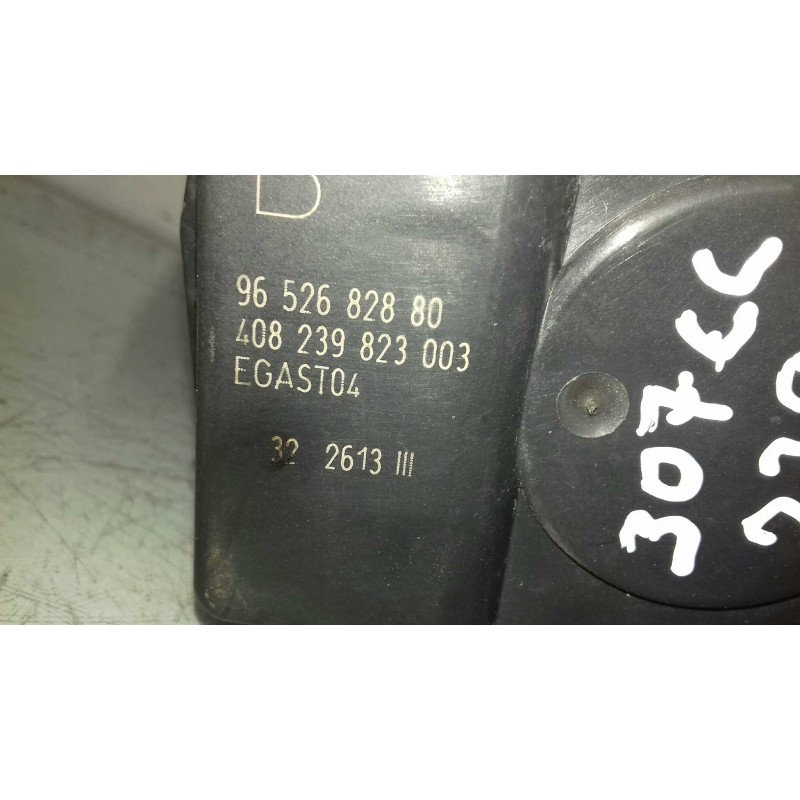 96 526 828 80
408 239 823 003
EGAST04
32 2613 III
307CC